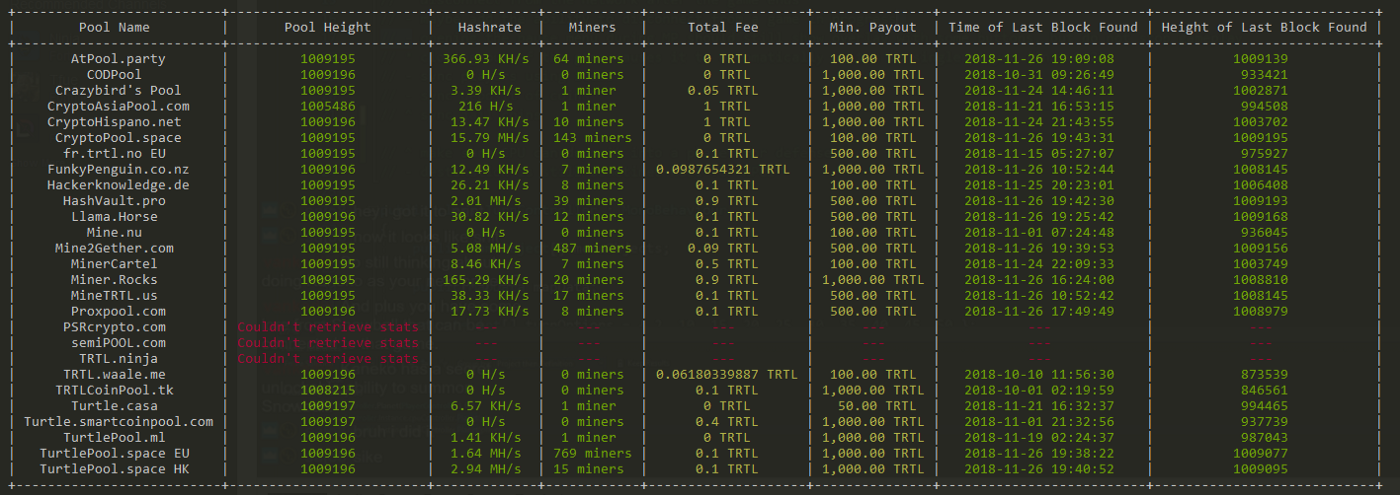 Pool Name | Pool Height | Hashrate | Miners | Total Fee | Min. Payout | Time of Last Block Found | Height of Last Block Found |
AtPool.party | 1009195 | 366.93 KH/s | 64 miners | 0 TRTL | 100.00 TRTL | 2018-11-26 19:09:08 | 1009139 |
CODPool | 1009196 | 0 H/s | 0 miners | 0 TRTL | 1,000.00 TRTL | 2018-10-31 09:26:49 | 933421 |
Crazybird's Pool | 1009195 | 3.39 KH/s | 1 miner | 0.05 TRTL | 1,000.00 TRTL | 2018-11-24 14:46:11 | 1002871 |
CryptoAsiaPool.com | 1005486 | 216 H/s | 1 miner | 1 TRTL | 1,000.00 TRTL | 2018-11-21 16:53:15 | 994508 |
CryptoHispano.net | 1009196 | 13.47 KH/s | 10 miners | 1 TRTL | 1,000.00 TRTL | 2018-11-24 21:43:55 | 1003702 |
CryptoPool.space | 1009195 | 15.79 MH/s | 143 miners | 0 TRTL | 100.00 TRTL | 2018-11-26 19:43:31 | 1009195 |
fr.trtl.no EU | 1009195 | 0 H/s | 0 miners | 0.1 TRTL | 500.00 TRTL | 2018-11-15 05:27:07 | 975927 |
FunkyPenguin.co.nz | 1009196 | 12.49 KH/s | 7 miners | 0.0987654321 TRTL | 1,000.00 TRTL | 2018-11-26 10:52:44 | 1008145 |
Hackerknowledge.de | 1009195 | 26.21 KH/s | 8 miners | 0.1 TRTL | 100.00 TRTL | 2018-11-25 20:23:01 | 1006408 |
HashVault.pro | 1009195 | 2.01 MH/s | 39 miners | 0.9 TRTL | 500.00 TRTL | 2018-11-26 19:42:30 | 1009193 |
Llama.Horse | 1009196 | 30.82 KH/s | 12 miners | 0.1 TRTL | 500.00 TRTL | 2018-11-26 19:25:42 | 1009168 |
Mine.nu | 1009195 | 0 H/s | 0 miners | 0.1 TRTL | 100.00 TRTL | 2018-11-01 07:24:48 | 936045 |
Mine2Gether.com | 1009195 | 5.08 MH/s | 487 miners | 0.09 TRTL | 500.00 TRTL | 2018-11-26 19:39:53 | 1009156 |
MinerCartel | 1009195 | 8.46 KH/s | 7 miners | 0.5 TRTL | 100.00 TRTL | 2018-11-24 22:09:33 | 1003749 |
Miner.Rocks | 1009195 | 165.29 KH/s | 20 miners | 0.9 TRTL | 1,000.00 TRTL | 2018-11-26 16:24:00 | 1008810 |
MineTRTL.us | 1009195 | 38.33 KH/s | 17 miners | 0.1 TRTL | 500.00 TRTL | 2018-11-26 10:52:42 | 1008145 |
Proxpool.com | 1009196 | 17.73 KH/s | 8 miners | 0.1 TRTL | 500.00 TRTL | 2018-11-26 17:49:49 | 1008979 |
PSRcrypto.com | Couldn't retrieve stats | --- | --- | --- | --- | --- | --- |
semiPOOL.com | Couldn't retrieve stats | --- | --- | --- | --- | --- | --- |
TRTL.ninja | Couldn't retrieve stats | --- | --- | --- | --- | --- | --- |
TRTL.waale.me | 1009196 | 0 H/s | 0 miners | 0.06180339887 TRTL | 100.00 TRTL | 2018-10-10 11:56:30 | 873539 |
TRTLCoinPool.tk | 1008215 | 0 H/s | 0 miners | 0.1 TRTL | 1,000.00 TRTL | 2018-10-01 02:19:59 | 846561 |
Turtle.casa | 1009197 | 6.57 KH/s | 1 miner | 0 TRTL | 50.00 TRTL | 2018-11-21 16:32:37 | 994465 |
Turtle.smartcoinpool.com | 1009197 | 0 H/s | 0 miners | 0.4 TRTL | 1,000.00 TRTL | 2018-11-01 21:32:56 | 937739 |
TurtlePool.ml | 1009196 | 1.41 KH/s | 1 miner | 0 TRTL | 1,000.00 TRTL | 2018-11-19 02:24:37 | 987043 |
TurtlePool.space EU | 1009196 | 1.64 MH/s | 769 miners | 0.1 TRTL | 1,000.00 TRTL | 2018-11-26 19:38:22 | 1009077 |
TurtlePool.space HK | 1009196 | 2.94 MH/s | 15 miners | 0.1 TRTL | 1,000.00 TRTL | 2018-11-26 19:40:52 | 1009095 |